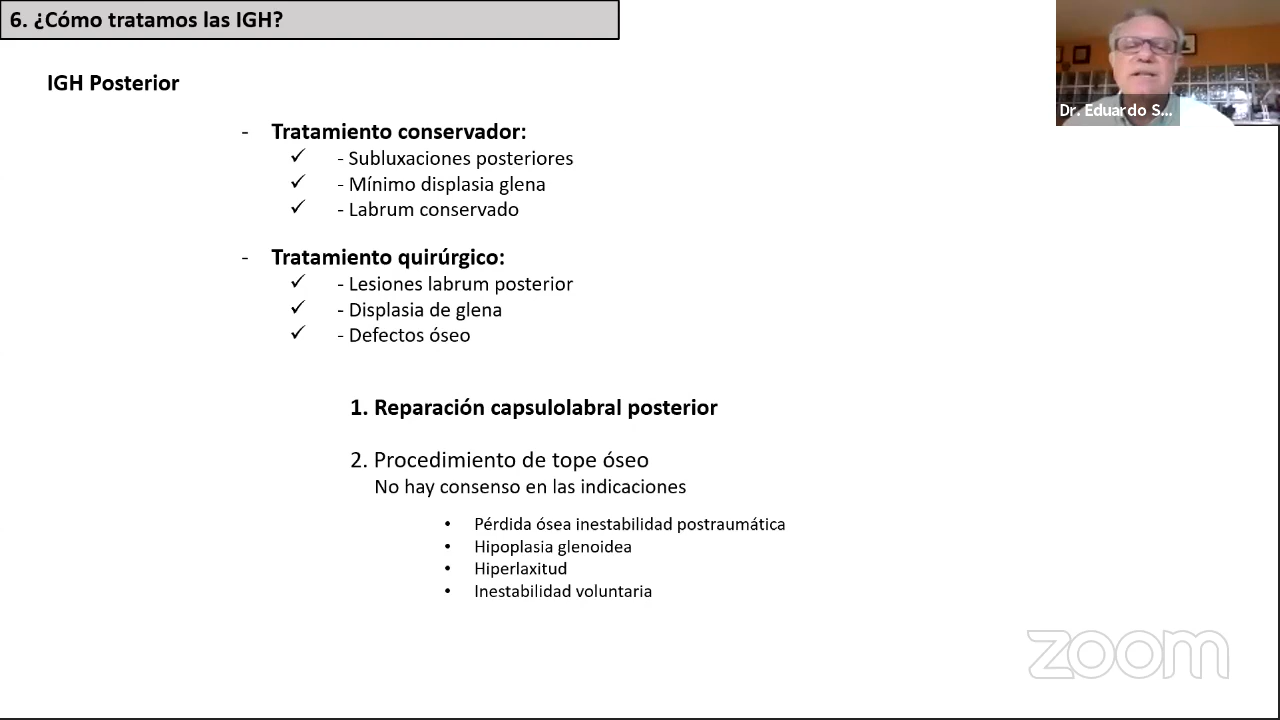 6. ¿Cómo tratamos las IGH?
IGH Posterior
- Tratamiento conservador:
✓ - Subluxaciones posteriores
✓ - Mínimo displasia glena
✓ - Labrum conservado
- Tratamiento quirúrgico:
✓ - Lesiones labrum posterior
✓ - Displasia de glena
✓ - Defectos óseo
1. Reparación capsulolabral posterior
2. Procedimiento de tope óseo
No hay consenso en las indicaciones
• Pérdida ósea inestabilidad postraumática
• Hipoplasia glenoidea
• Hiperlaxitud
• Inestabilidad voluntaria
Dr. Eduardo S...
zoom